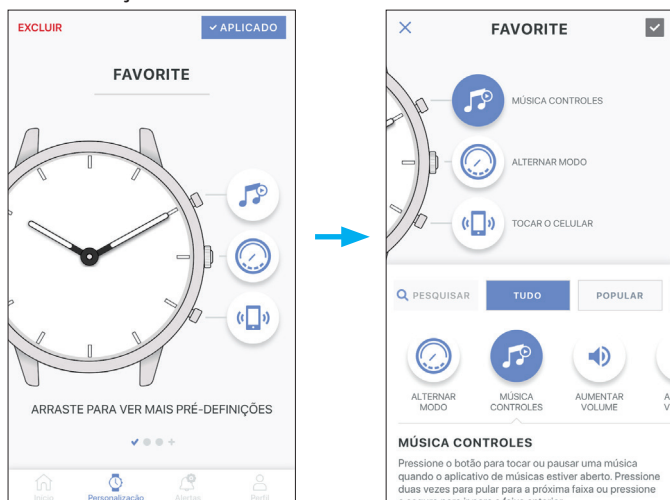 EXCLUIR
✓ APLICADO
FAVORITE
ARRASTE PARA VER MAIS PRÉ-DEFINIÇÕES
Início
Personalização
Alertas
Perfil
FAVORITE
MÚSICA CONTROLES
ALTERNAR MODO
TOCAR O CELULAR
PESQUISAR
TUDO
POPULAR
ALTERNAR
MODO
MÚSICA
CONTROLES
AUMENTAR
VOLUME
MÚSICA CONTROLES
Pressione o botão para tocar ou pausar uma música
quando o aplicativo de músicas estiver aberto. Pressione
duas vezes para pular para a próxima faixa ou pressione